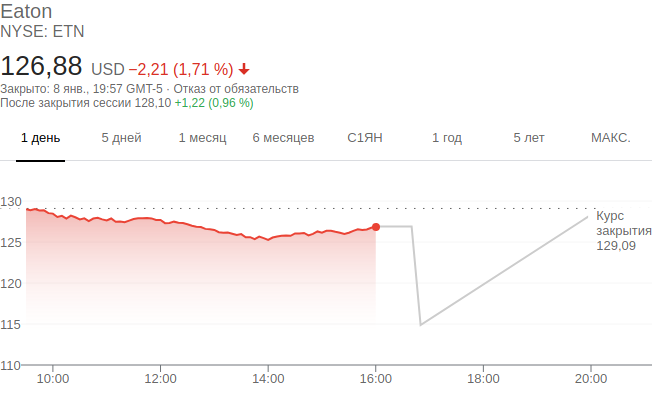 Eaton
NYSE: ETN
126,88 USD −2,21 (1,71 %)
Закрыто: 8 янв., 19:57 GMT-5 · Отказ от обязательств
После закрытия сессии 128,10 +1,22 (0,96 %)
1 день 5 дней 1 месяц 6 месяцев С1ЯН 1 год 5 лет МАКС.
130
125
120
115
110
Курс
закрытия
129,09
10:00 12:00 14:00 16:00 18:00 20:00